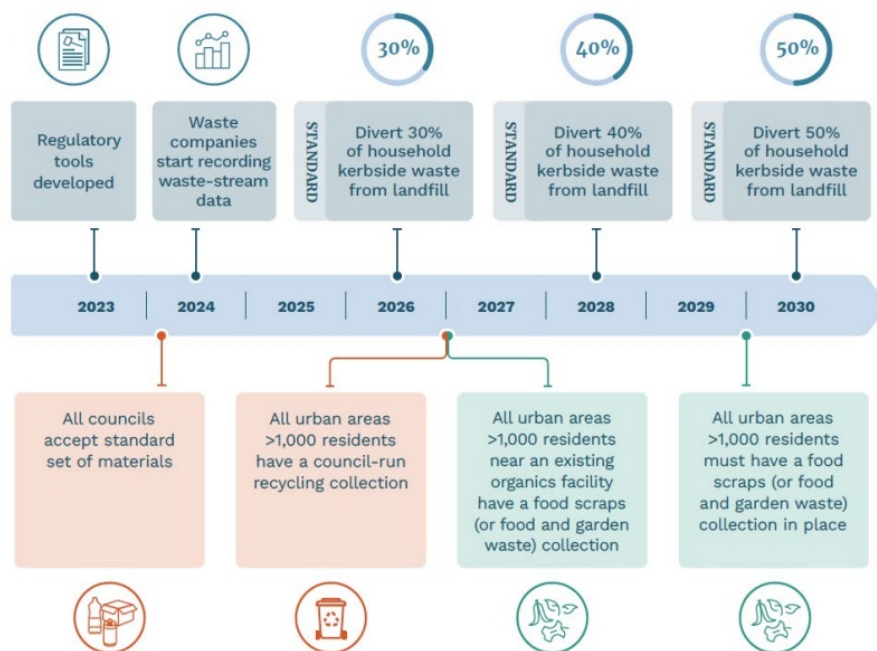 30%
40%
50%
Regulatory
tools
developed
Waste
companies
start recording
waste-stream
data
STANDARD
Divert 30%
of household
kerbside waste
from landfill
STANDARD
Divert 40%
of household
kerbside waste
from landfill
STANDARD
Divert 50%
of household
kerbside waste
from landfill
2023
2024
2025
2026
2027
2028
2029
2030
All councils
accept standard
set of materials
All urban areas
>1,000 residents
have a council-run
recycling collection
All urban areas
>1,000 residents
near an existing
organics facility
have a food scraps
(or food and garden
waste) collection
All urban areas
>1,000 residents
must have a food
scraps (or food
and garden waste)
collection in place